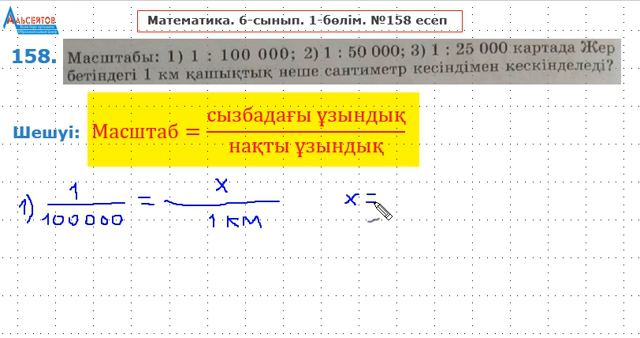 Альсейтов
Математика. 6-сынып. 1-бөлім. №158 есеп
158. Масштабы: 1) 1 : 100 000; 2) 1 : 50 000; 3) 1 : 25 000 картада Жер
бетіндегі 1 км қашықтық неше сантиметр кесіндімен кескінделеді?
Шешуі: Масштаб = сызбадағы ұзындық
нақты ұзындық
1) 1 = x x =
100000 1 км